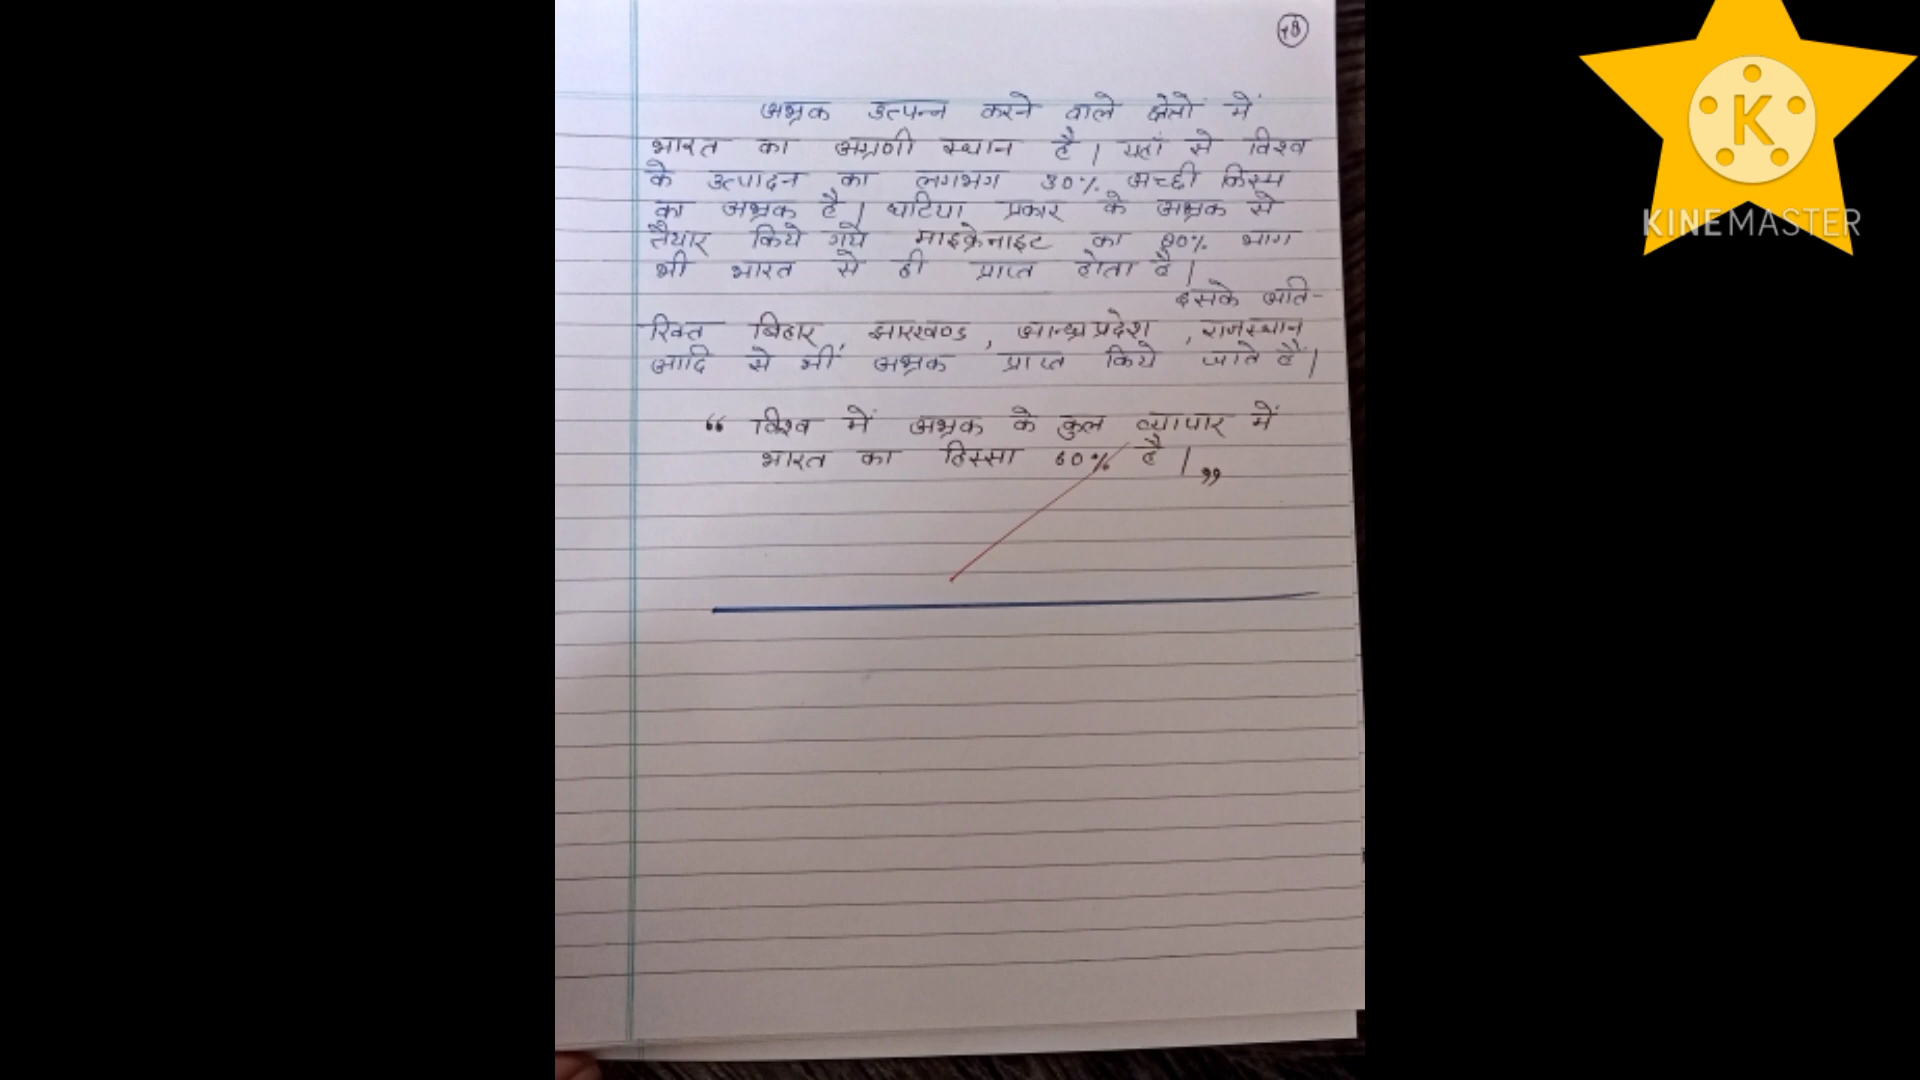 48
अभ्रक उत्पन्न करने वाले क्षेत्रों में
भारत का अग्रणी स्थान है। यहाँ से विश्व
के उत्पादन का लगभग 30% अच्छी किस्म
का अभ्रक है। घटिया प्रकार के अभ्रक से
तैयार किये गये माइक्रेनाइट का 80% भाग
भी भारत से ही प्राप्त होता है।
इसके अति-
रिक्त बिहार, झारखण्ड, आन्ध्र प्रदेश, राजस्थान
आदि से भी अभ्रक प्राप्त किये जाते हैं।
“ विश्व में अभ्रक के कुल व्यापार में
भारत का हिस्सा 60% है।”
K
KINEMASTER